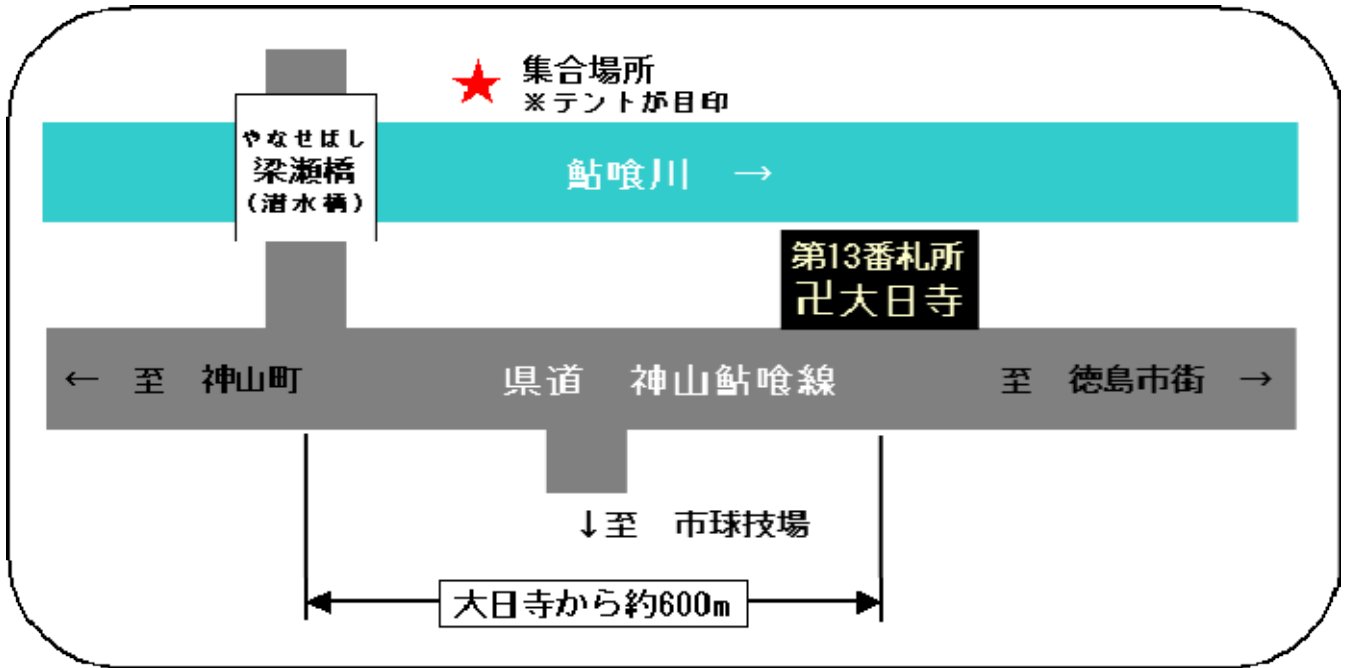 集合場所
※テントが目印
やなせばし
梁瀬橋
(潜水橋)
鮎喰川 →
第13番札所
卍大日寺
← 至 神山町
県道 神山鮎喰線
至 徳島市街 →
↓至 市球技場
大日寺から約600m